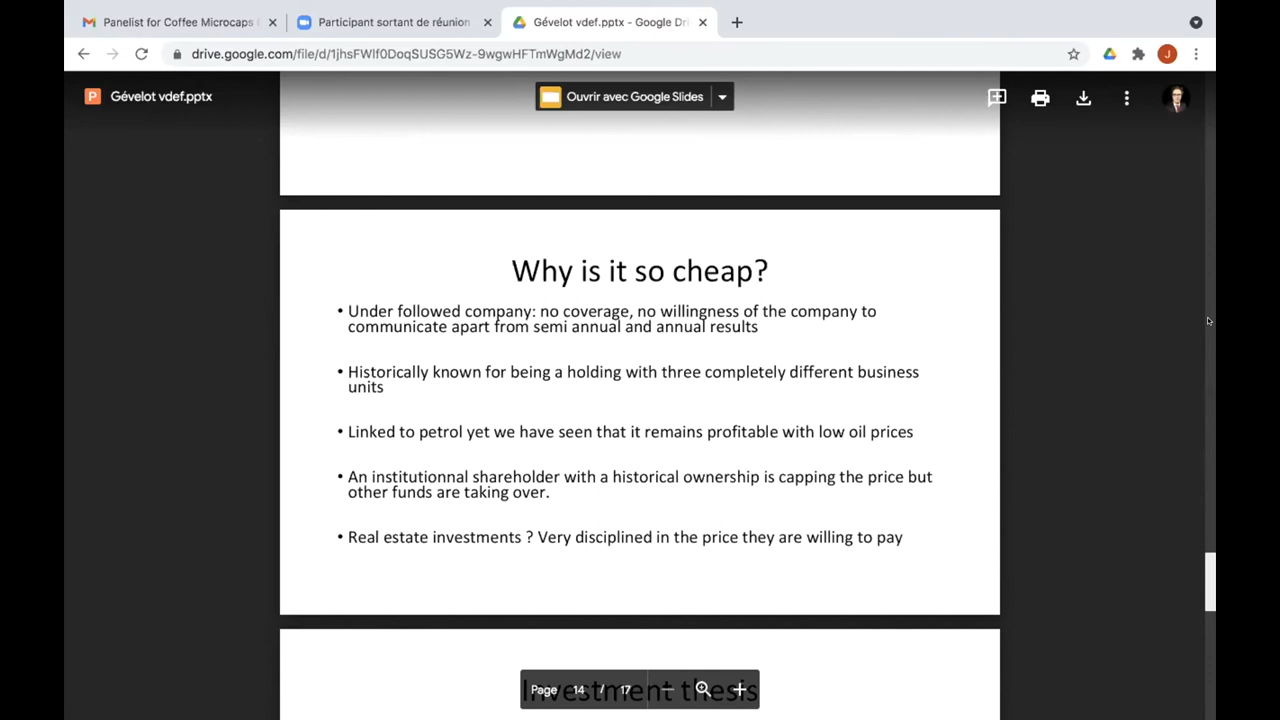 Panelist for Coffee Microcaps
Participant sortant de réunion
Gévelot vdef.pptx - Google Dri
drive.google.com/file/d/1jhsFWlf0DoqSUSG5Wz-9wgwHFTmWgMd2/view
J
P
Gévelot vdef.pptx
Ouvrir avec Google Slides
Why is it so cheap?
• Under followed company: no coverage, no willingness of the company to
communicate apart from semi annual and annual results
• Historically known for being a holding with three completely different business
units
• Linked to petrol yet we have seen that it remains profitable with low oil prices
• An institutionnal shareholder with a historical ownership is capping the price but
other funds are taking over.
• Real estate investments ? Very disciplined in the price they are willing to pay
Investment thesis
Page 14 / 17